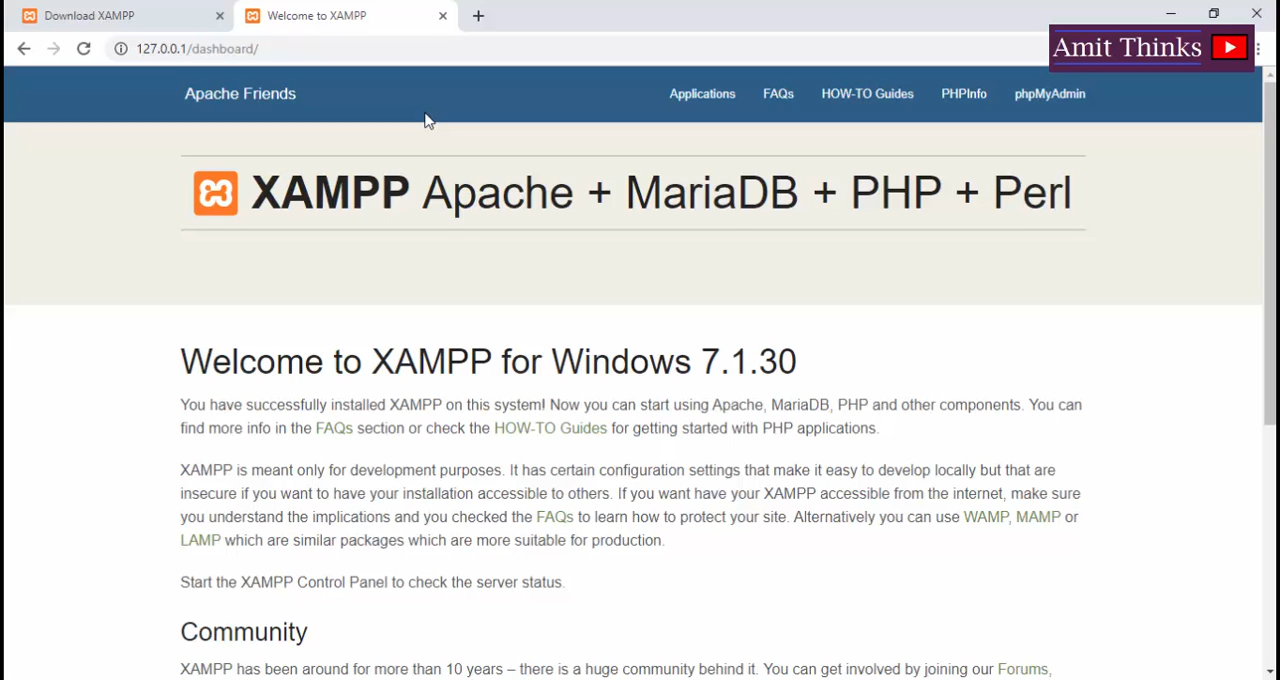 Download XAMPP
Welcome to XAMPP
127.0.0.1/dashboard/
Amit Thinks
Apache Friends
Applications FAQs HOW-TO Guides PHPInfo phpMyAdmin
XAMPP Apache + MariaDB + PHP + Perl
Welcome to XAMPP for Windows 7.1.30
You have successfully installed XAMPP on this system! Now you can start using Apache, MariaDB, PHP and other components. You can
find more info in the FAQs section or check the HOW-TO Guides for getting started with PHP applications.
XAMPP is meant only for development purposes. It has certain configuration settings that make it easy to develop locally but that are
insecure if you want to have your installation accessible to others. If you want have your XAMPP accessible from the internet, make sure
you understand the implications and you checked the FAQs to learn how to protect your site. Alternatively you can use WAMP, MAMP or
LAMP which are similar packages which are more suitable for production.
Start the XAMPP Control Panel to check the server status.
Community
XAMPP has been around for more than 10 years – there is a huge community behind it. You can get involved by joining our Forums,